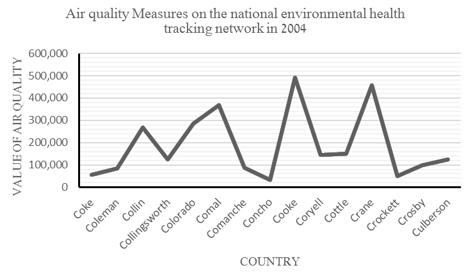 Air quality Measures on the national environmental health
tracking network in 2004
VALUE OF AIR QUALITY
600,000
500,000
400,000
300,000
200,000
100,000
0
Coke
Coleman
Collin
Collingsworth
Colorado
Comal
Comanche
Concho
Cooke
Coryell
Cottle
Crane
Crockett
Crosby
Culberson
COUNTRY